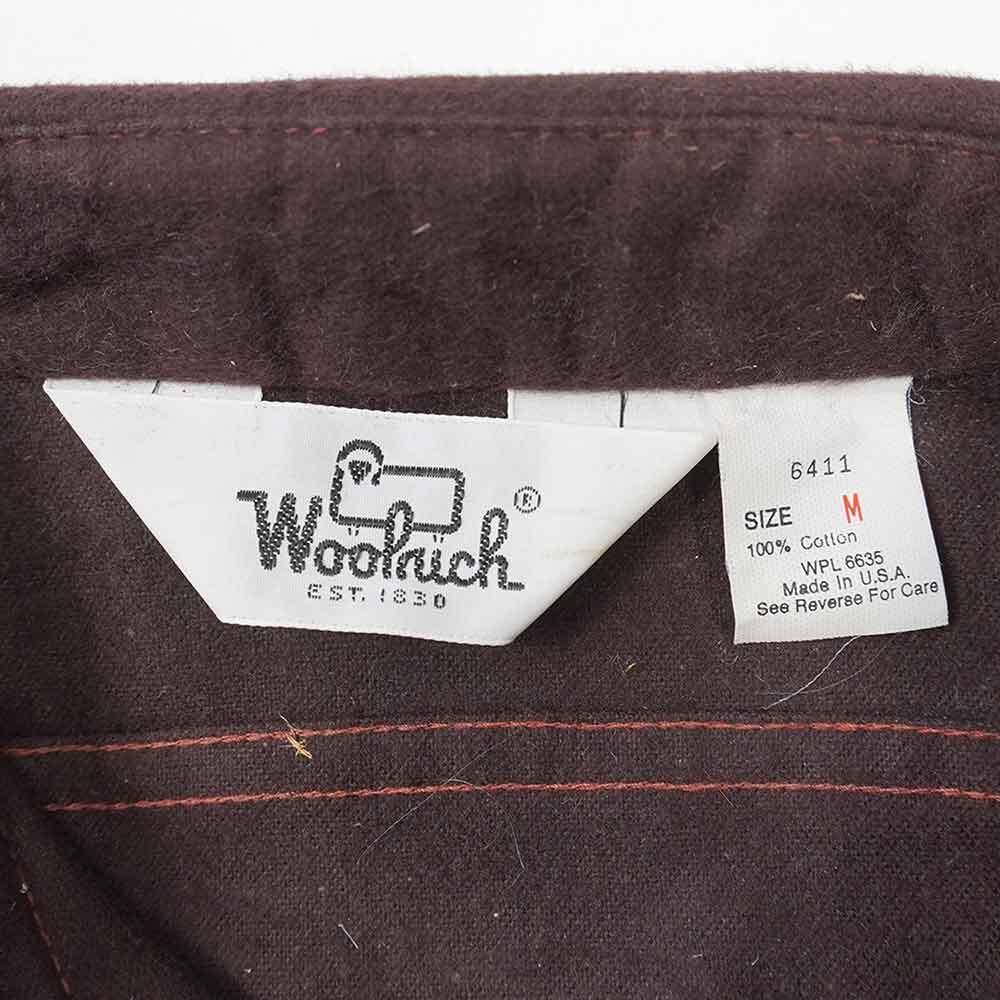 Woolrich ®
EST. 1830
6411
SIZE M
100% Cotton
WPL 6635
Made In U.S.A.
See Reverse For Care